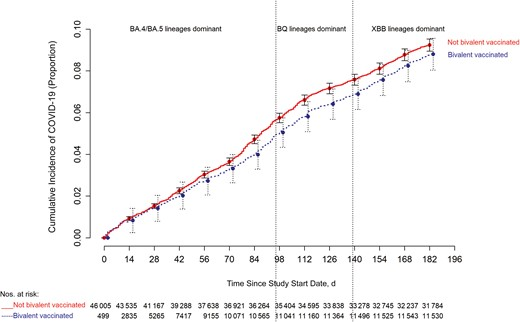 BA.4/BA.5 lineages dominant BQ lineages dominant XBB lineages dominant
Not bivalent vaccinated
Bivalent vaccinated
Cumulative Incidence of COVID-19 (Proportion)
0.10
0.08
0.06
0.04
0.02
0.00
0 14 28 42 56 70 84 98 112 126 140 154 168 182 196
Time Since Study Start Date, d
Nos. at risk:
Not bivalent vaccinated 46 005 43 535 41 167 39 288 37 638 36 921 36 264 35 404 34 595 33 838 33 278 32 745 32 237 31 784
Bivalent vaccinated 499 2835 5265 7417 9155 10 071 10 565 11 041 11 160 11 364 11 496 11 525 11 543 11 530